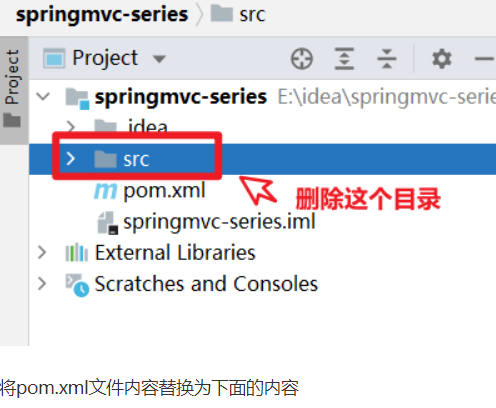 springmvc-series 〉 src
Project
Project
springmvc-series E:\idea\springmvc-serie
.idea
src
删除这个目录
pom.xml
springmvc-series.iml
External Libraries
Scratches and Consoles
将pom.xml文件内容替换为下面的内容